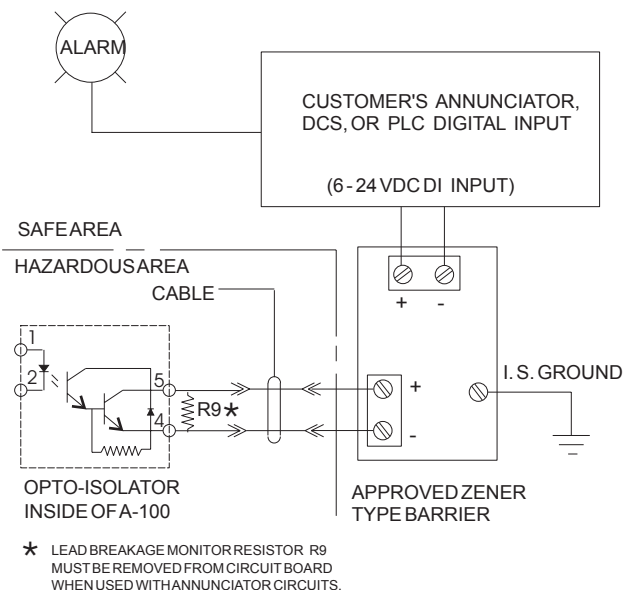 ALARM
CUSTOMER'S ANNUNCIATOR,
DCS, OR PLC DIGITAL INPUT
(6-24 VDC DI INPUT)
SAFE AREA
HAZARDOUS AREA
CABLE
+ -
1
2
5
4
R9*
+
-
I.S. GROUND
OPTO-ISOLATOR
INSIDE OF A-100
APPROVED ZENER
TYPE BARRIER
* LEAD BREAKAGE MONITOR RESISTOR R9
MUST BE REMOVED FROM CIRCUIT BOARD
WHEN USED WITH ANNUNCIATOR CIRCUITS.